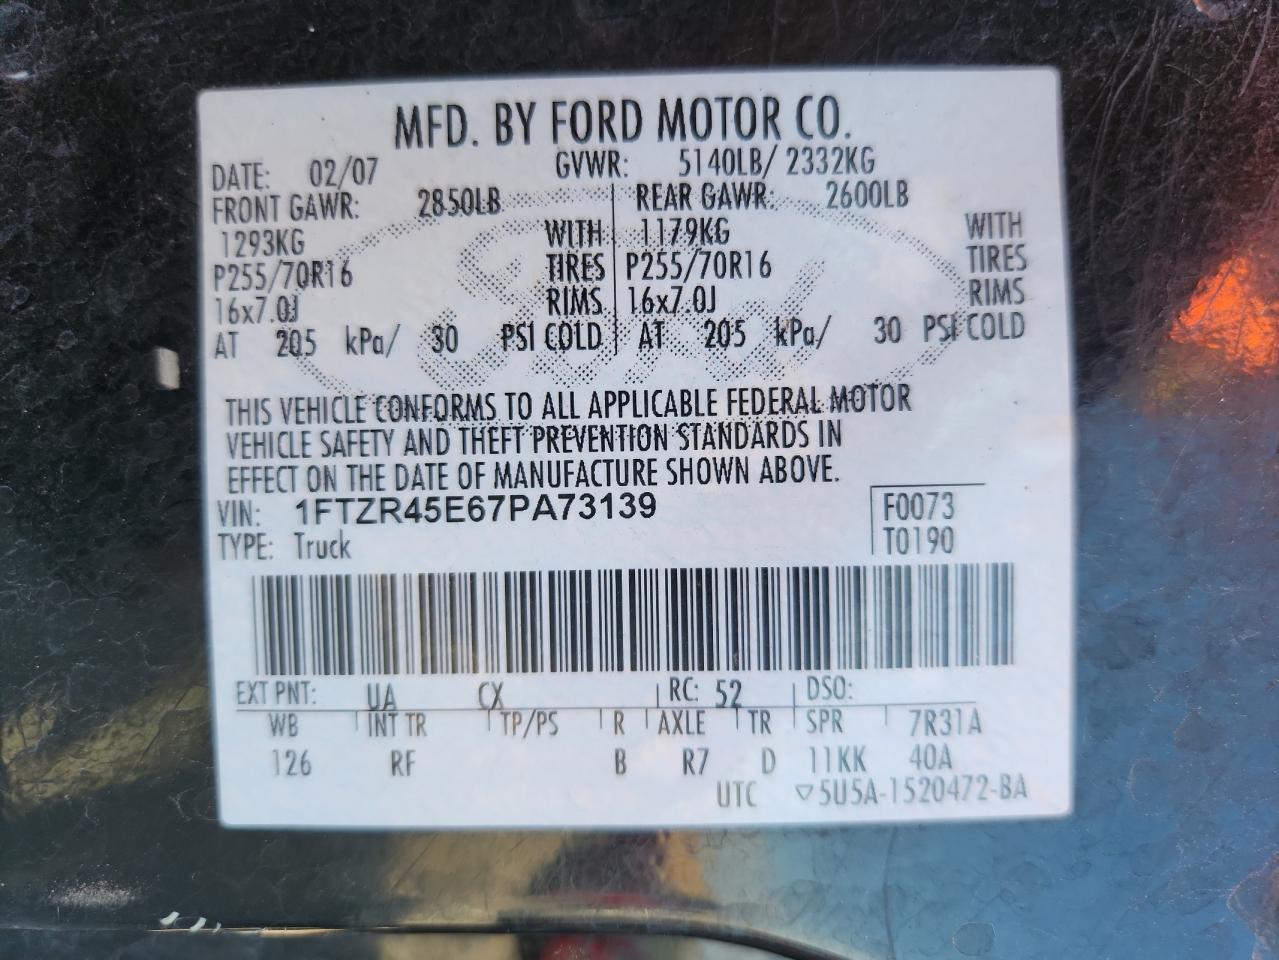 MFD. BY FORD MOTOR CO.
DATE: 02/07 GVWR: 5140LB/ 2332KG
FRONT GAWR: 2850LB REAR GAWR: 2600LB
1293KG WITH 1179KG WITH
P255/70R16 TIRES P255/70R16 TIRES
16x7.0J RIMS 16x7.0J RIMS
AT 205 kPa/ 30 PSI COLD AT 205 kPa/ 30 PSI COLD
THIS VEHICLE CONFORMS TO ALL APPLICABLE FEDERAL MOTOR
VEHICLE SAFETY AND THEFT PREVENTION STANDARDS IN
EFFECT ON THE DATE OF MANUFACTURE SHOWN ABOVE.
VIN: 1FTZR45E67PA73139 F0073
TYPE: Truck T0190
EXT PNT: UA CX RC: 52 DSO:
WB INT TR TP/PS R AXLE TR SPR 7R31A
126 RF B R7 D 11KK 40A
UTC ▽5U5A-1520472-BA